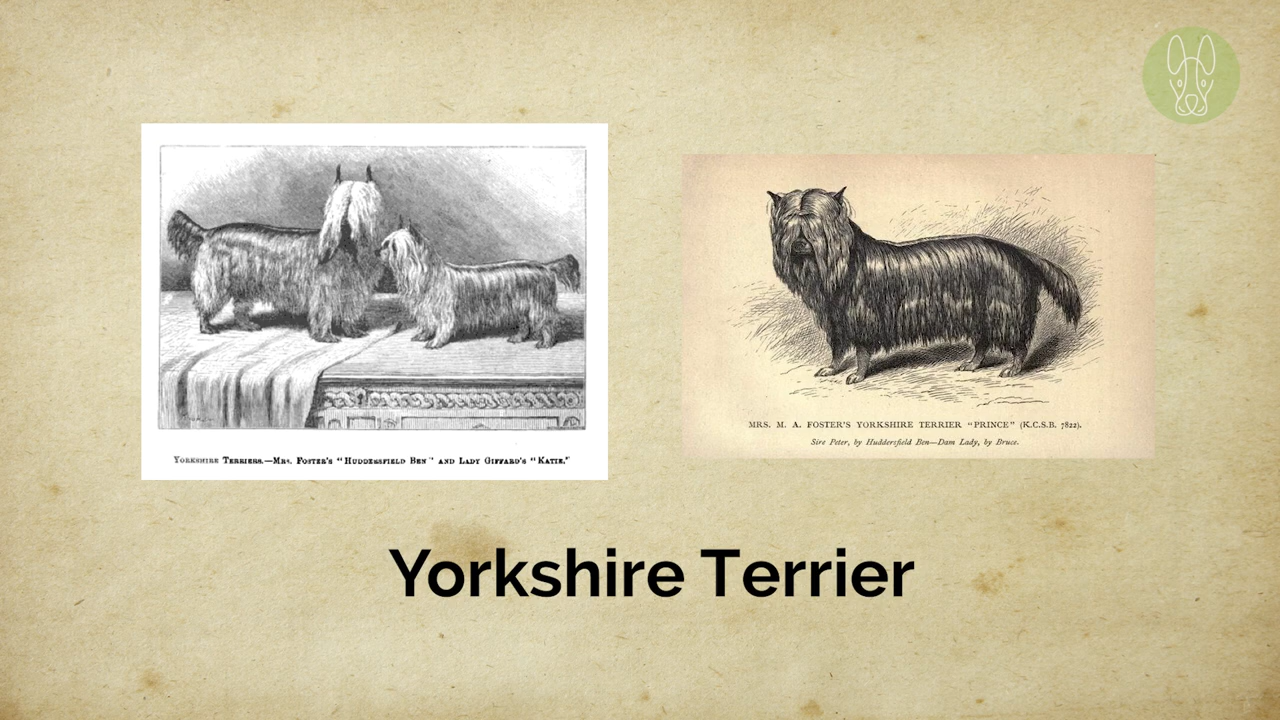 Yorkshire Terriers.—Mrs. Foster's "Huddersfield Ben" and Lady Giffard's "Katie."
MRS. M. A. FOSTER'S YORKSHIRE TERRIER "PRINCE" (K.C.S.B. 7822).
Sire Peter, by Huddersfield Ben—Dam Lady, by Bruce.
Yorkshire Terrier